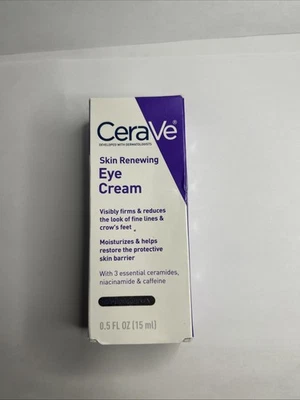 CeraVe®
DEVELOPED WITH DERMATOLOGISTS
Skin Renewing
Eye
Cream
Visibly firms & reduces
the look of fine lines &
crow's feet
Moisturizes & helps
restore the protective
skin barrier
With 3 essential ceramides,
niacinamide & caffeine
0.5 FL OZ (15 ml)